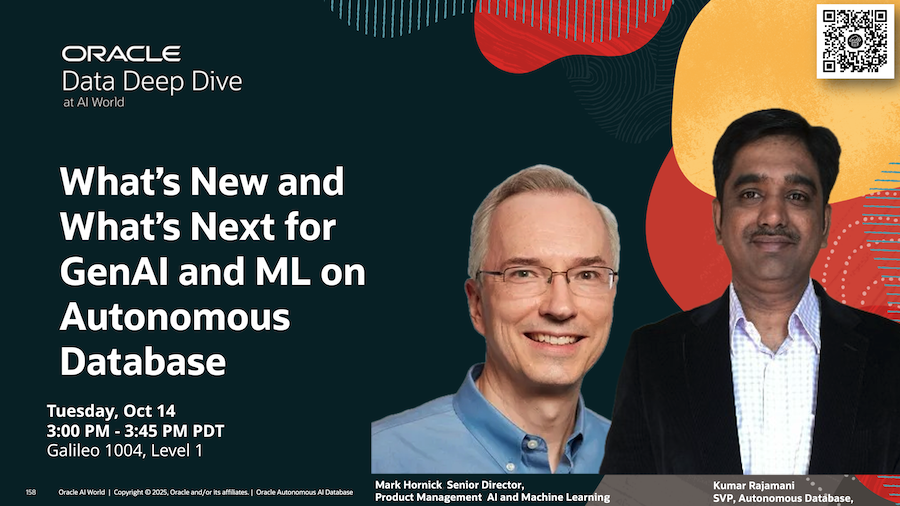 ORACLE
Data Deep Dive
at AI World
What's New and
What's Next for
GenAI and ML on
Autonomous
Database
Tuesday, Oct 14
3:00 PM - 3:45 PM PDT
Galileo 1004, Level 1
Mark Hornick Senior Director,
Product Management AI and Machine Learning
Kumar Rajamani
SVP, Autonomous Database,
158 Oracle AI World | Copyright © 2025, Oracle and/or its affiliates. | Oracle Autonomous AI Database